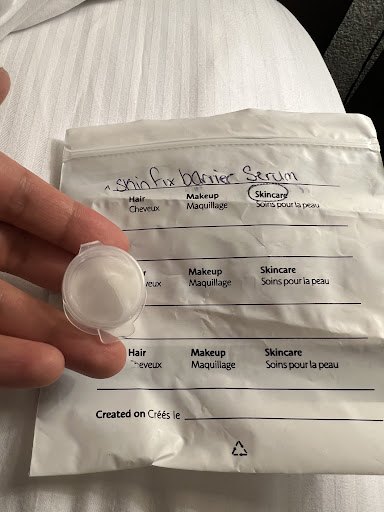 skinfix barrier Serum
Hair Makeup Skincare
Cheveux Maquillage Soins pour la peau
Makeup Skincare
Maquillage Soins pour la peau
Hair Makeup Skincare
Cheveux Maquillage Soins pour la peau
Created on Créés le